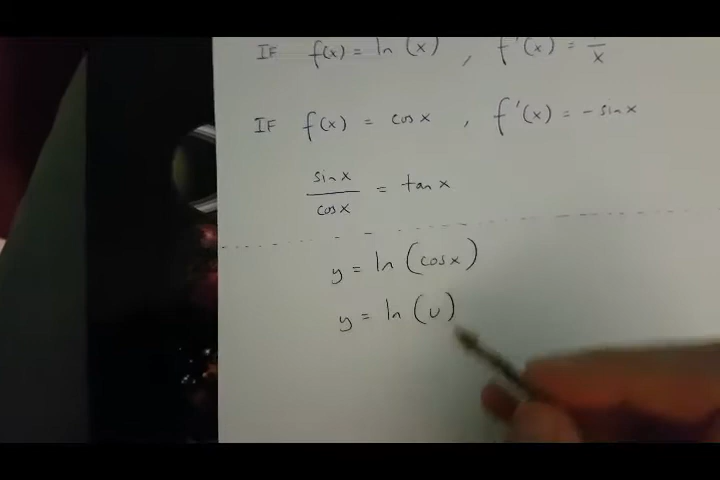 IF f(x) = ln (x) , f'(x) = 1/x
IF f(x) = cos x , f'(x) = - sin x
sin x / cos x = tan x
y = ln (cos x)
y = ln (u)